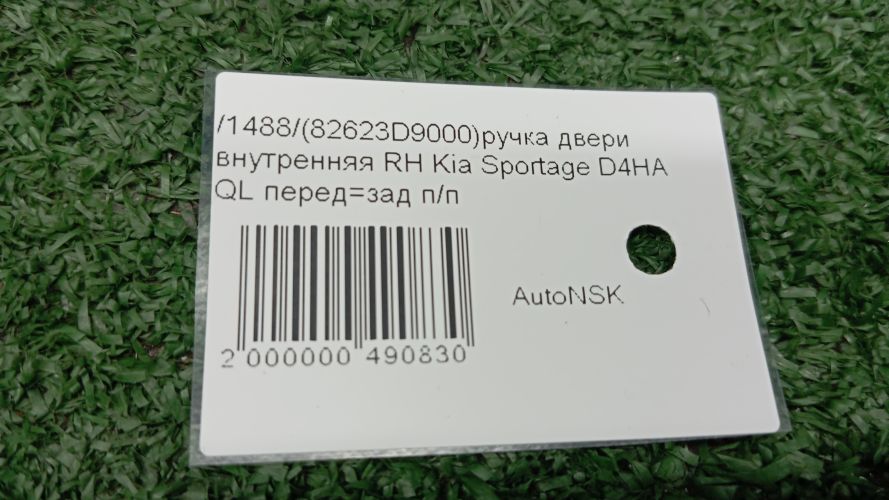 /1488/(82623D9000)ручка двери
внутренняя RH Kia Sportage D4HA
QL перед=зад п/п
AutoNSK
2 000000 490830